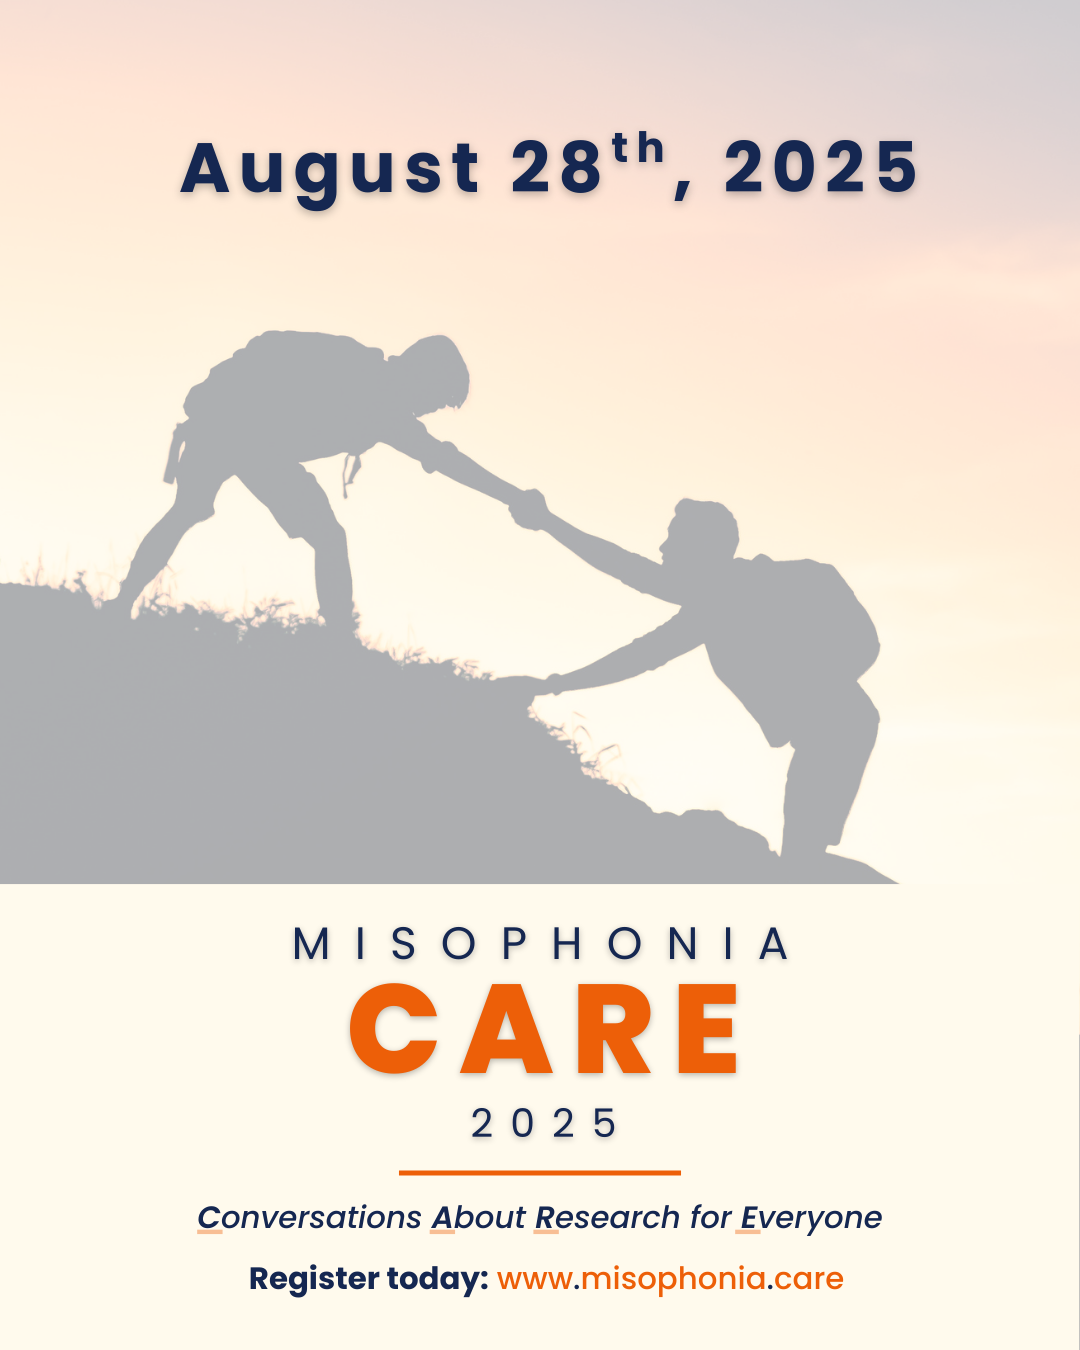 August 28th, 2025
MISOPHONIA
CARE
2025
Conversations About Research for Everyone
Register today: www.misophonia.care